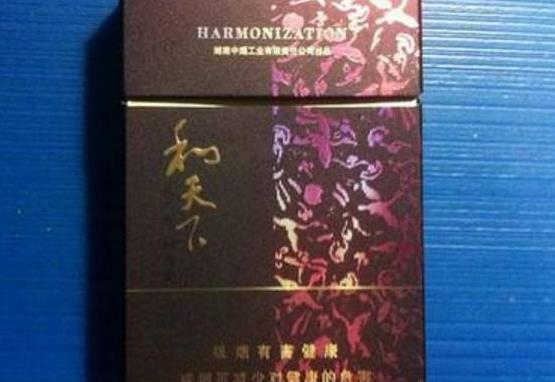 HARMONIZATION
湖南中烟工业有限责任公司出品
和天下
吸烟有害健康
戒烟可减少对健康的危害